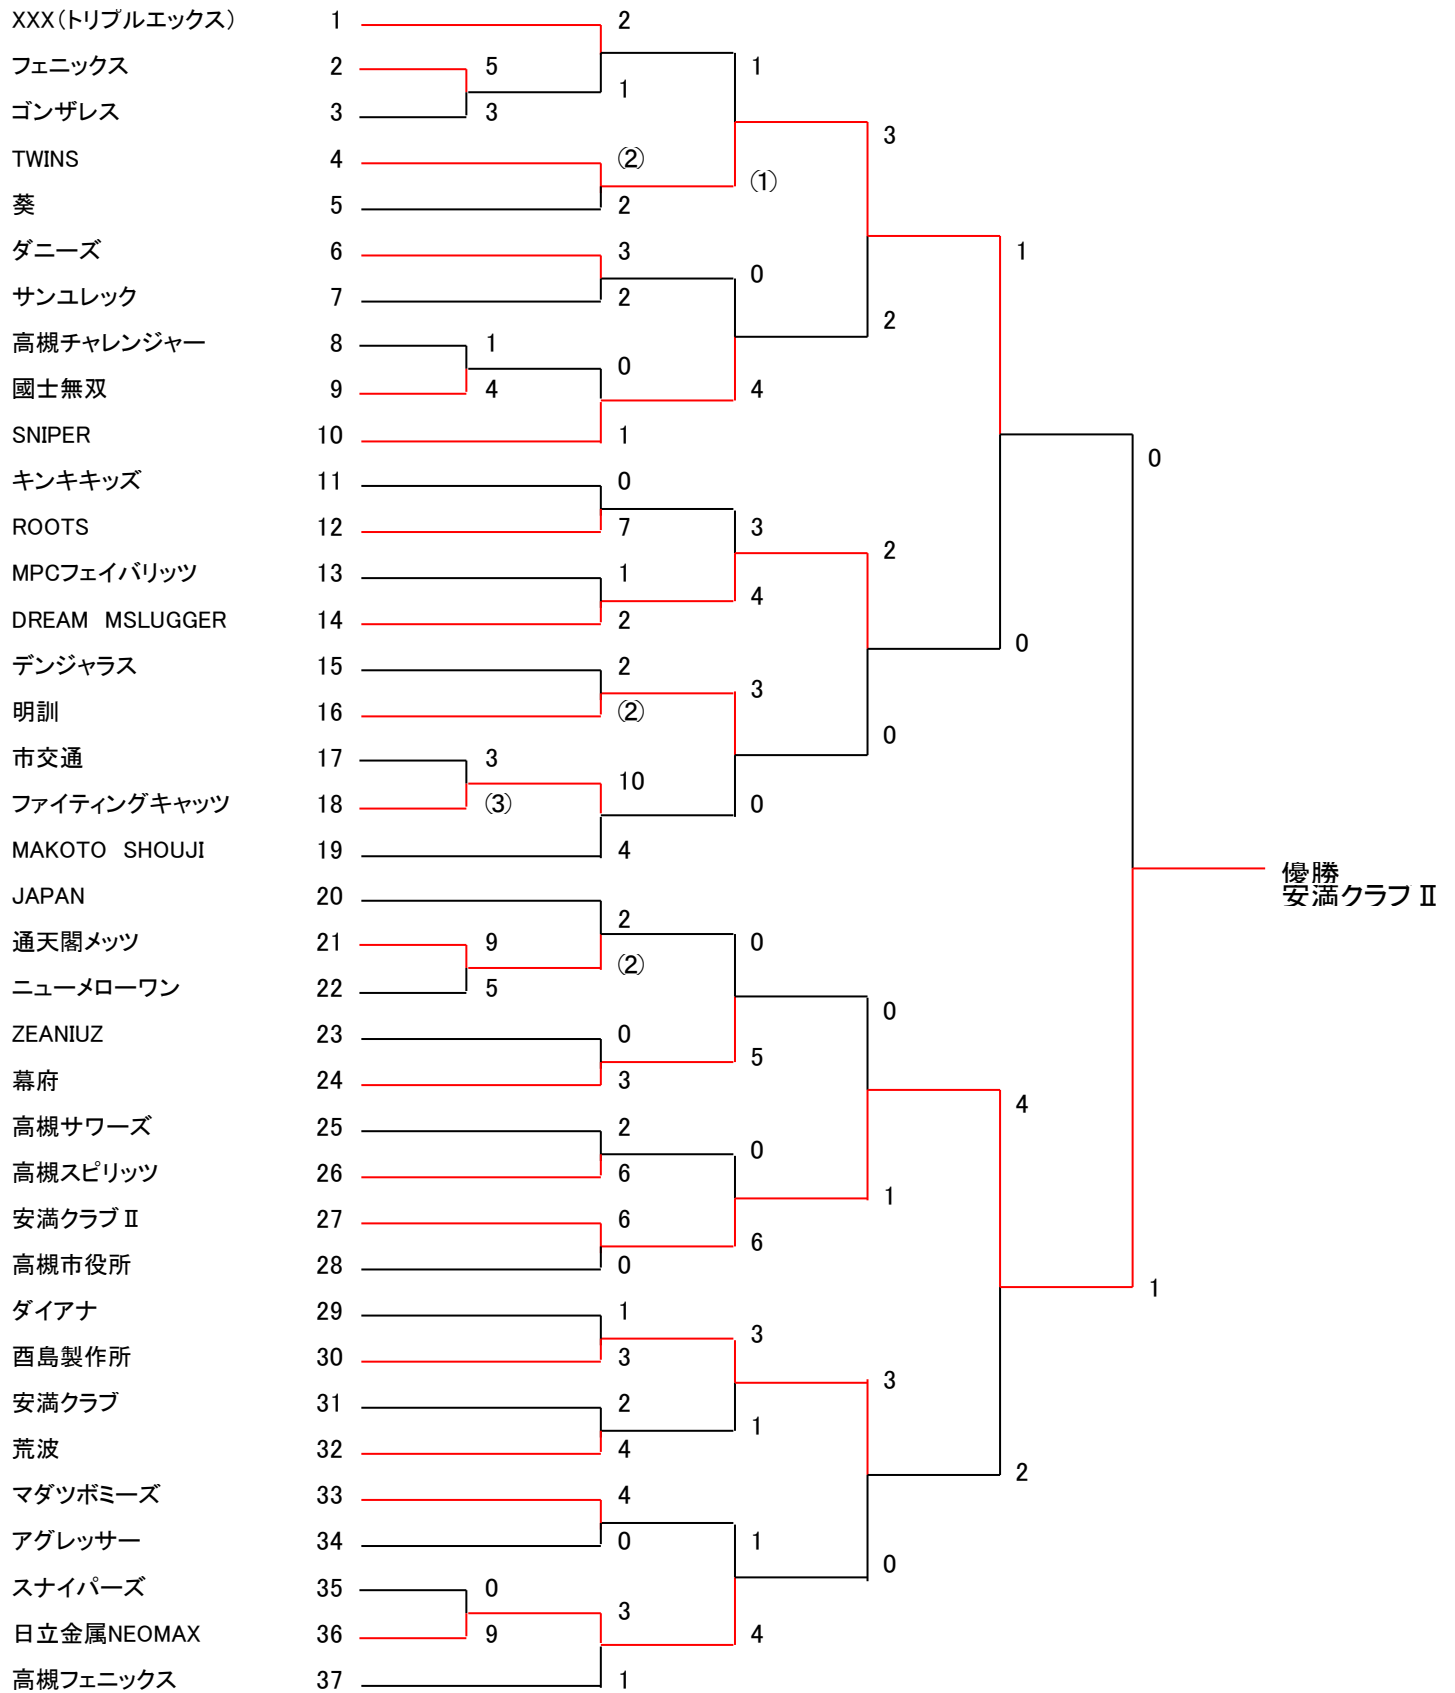 XXX(トリプルエックス) 1 2
フェニックス 2 5 1
1
ゴンザレス 3 3
3
TWINS 4 ②
①
葵 5 2
ダニーズ 6 3 1
0
サンユレック 7 2
2
高槻チャレンジャー 8 1
0
國士無双 9 4 4
SNIPER 10 1
0
キンキキッズ 11 0
ROOTS 12 7 3
2
MPCフェイバリッツ 13 1
4
DREAM MSLUGGER 14 2
0
デンジャラス 15 2
3
明訓 16 ②
0
市交通 17 3
10
ファイティングキャッツ 18 ③ 0
MAKOTO SHOUJI 19 4
優勝
安満クラブⅡ
JAPAN 20
2
通天閣メッツ 21 9 0
②
ニューメローワン 22 5
0
ZEANIUZ 23 0
5
幕府 24 3
4
高槻サワーズ 25 2
0
高槻スピリッツ 26 6
1
安満クラブⅡ 27 6
6
高槻市役所 28 0
1
ダイアナ 29 1
3
酉島製作所 30 3
3
安満クラブ 31 2
1
荒波 32 4
2
マダツボミーズ 33 4
アグレッサー 34 0 1
0
スナイパーズ 35 0
3
日立金属NEOMAX 36 9 4
高槻フェニックス 37 1